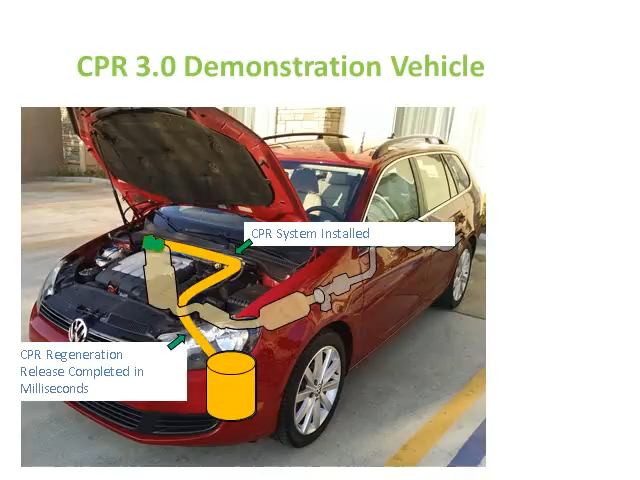 CPR 3.0 Demonstration Vehicle
CPR System Installed
CPR Regeneration
Release Completed in
Milliseconds